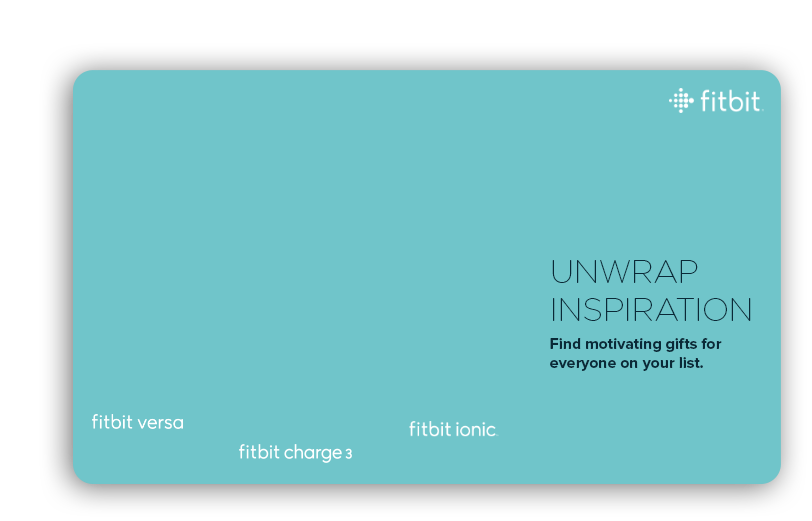 fitbit
UNWRAP
INSPIRATION
Find motivating gifts for
everyone on your list.
fitbit versa
fitbit ionic
fitbit charge 3